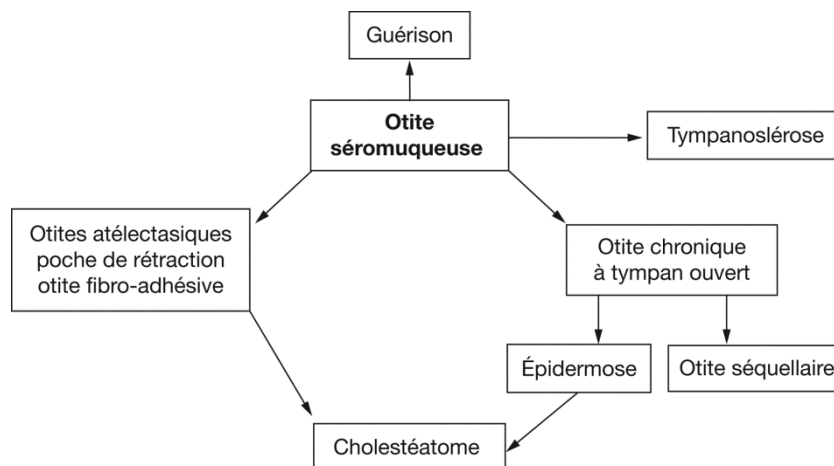 Guérison
Otite
séromuqueuse
Tympanoslérose
Otites atélectasiques
poche de rétraction
otite fibro-adhésive
Otite chronique
à tympan ouvert
Épidermose
Otite séquellaire
Cholestéatome